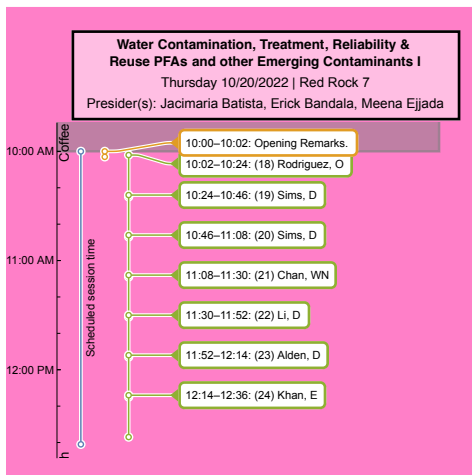 Water Contamination, Treatment, Reliability &
Reuse PFAs and other Emerging Contaminants I
Thursday 10/20/2022 | Red Rock 7
Presider(s): Jacimaria Batista, Erick Bandala, Meena Ejjada
Coffee
10:00 AM
10:00–10:02: Opening Remarks.
10:02–10:24: (18) Rodriguez, O
10:24–10:46: (19) Sims, D
10:46–11:08: (20) Sims, D
11:00 AM
11:08–11:30: (21) Chan, WN
Scheduled session time
11:30–11:52: (22) Li, D
11:52–12:14: (23) Alden, D
12:00 PM
12:14–12:36: (24) Khan, E
h